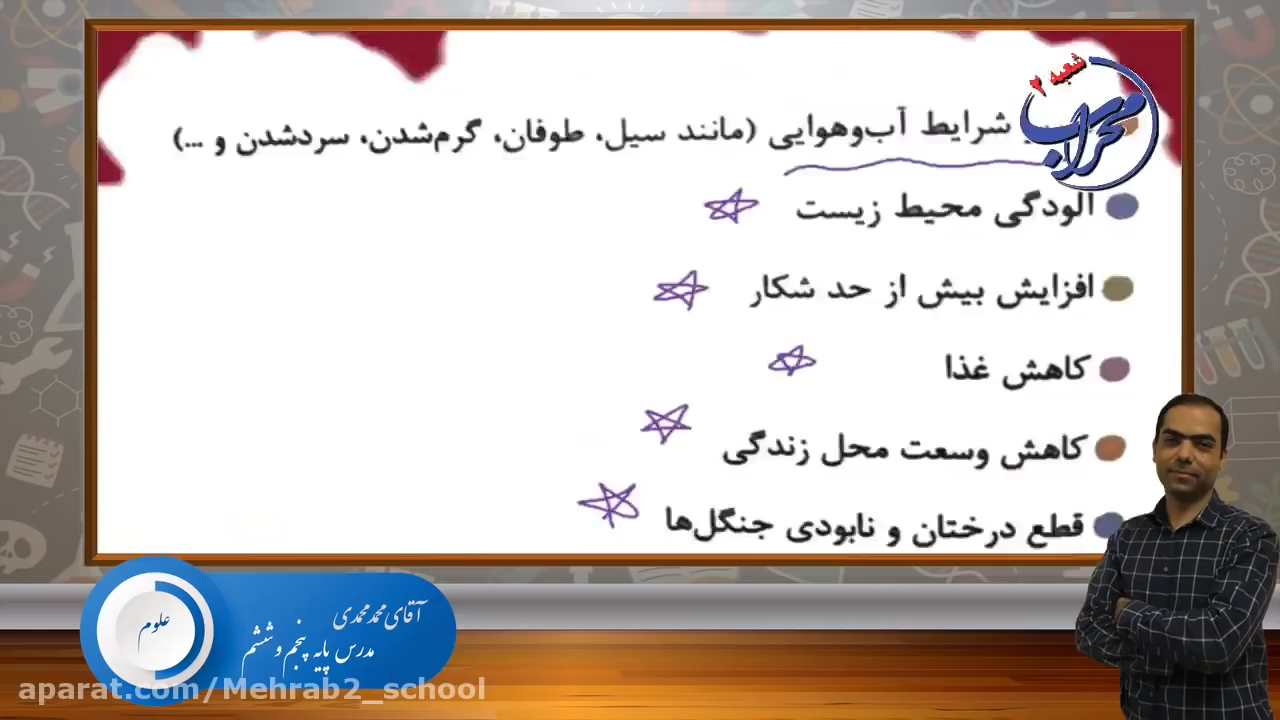 شعبه ۲
محراب
شرایط آب‌وهوایی (مانند سیل، طوفان، گرم‌شدن، سردشدن و ...)
آلودگی محیط زیست
افزایش بیش از حد شکار
کاهش غذا
کاهش وسعت محل زندگی
قطع درختان و نابودی جنگل‌ها
علوم
آقای محمد محمدی
مدرس پایه پنجم و ششم
aparat.com/Mehrab2_school